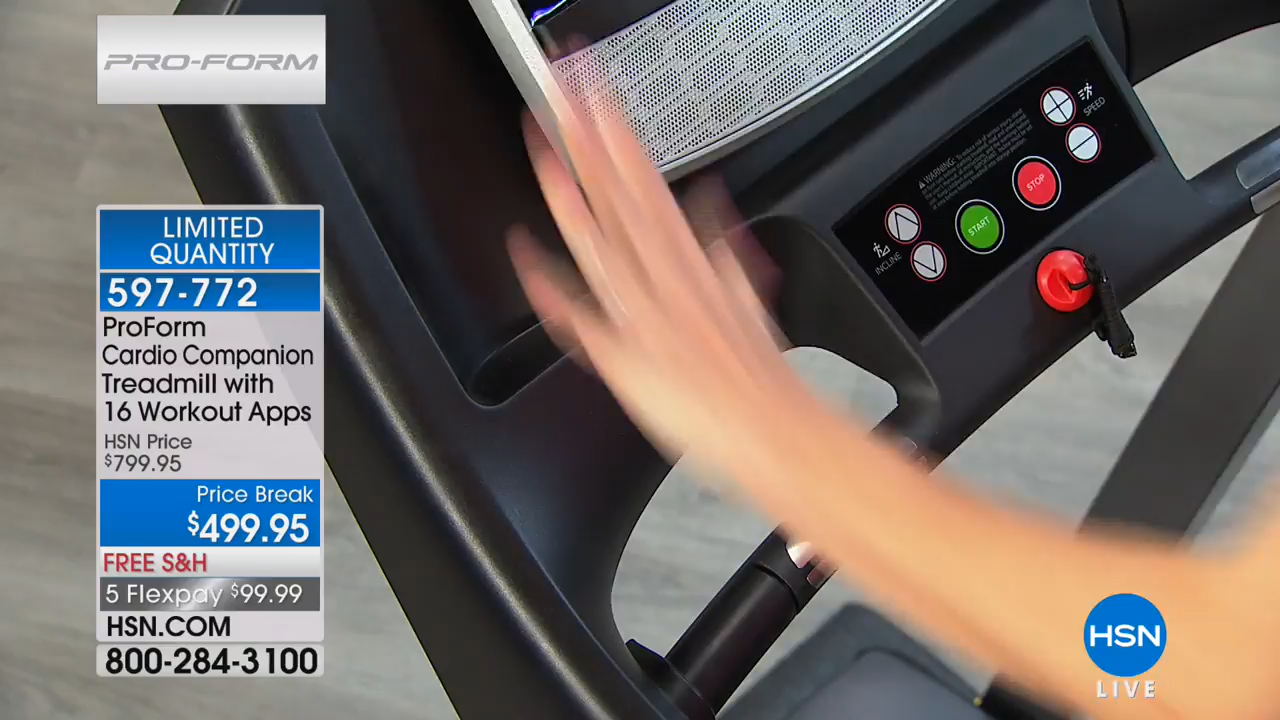 PRO-FORM
LIMITED
QUANTITY
597-772
ProForm
Cardio Companion
Treadmill with
16 Workout Apps
HSN Price
$799.95
Price Break
$499.95
FREE S&H
5 Flexpay $99.99
HSN.COM
800-284-3100
SPEED
WARNING:
STOP
START
INCLINE
HSN
LIVE